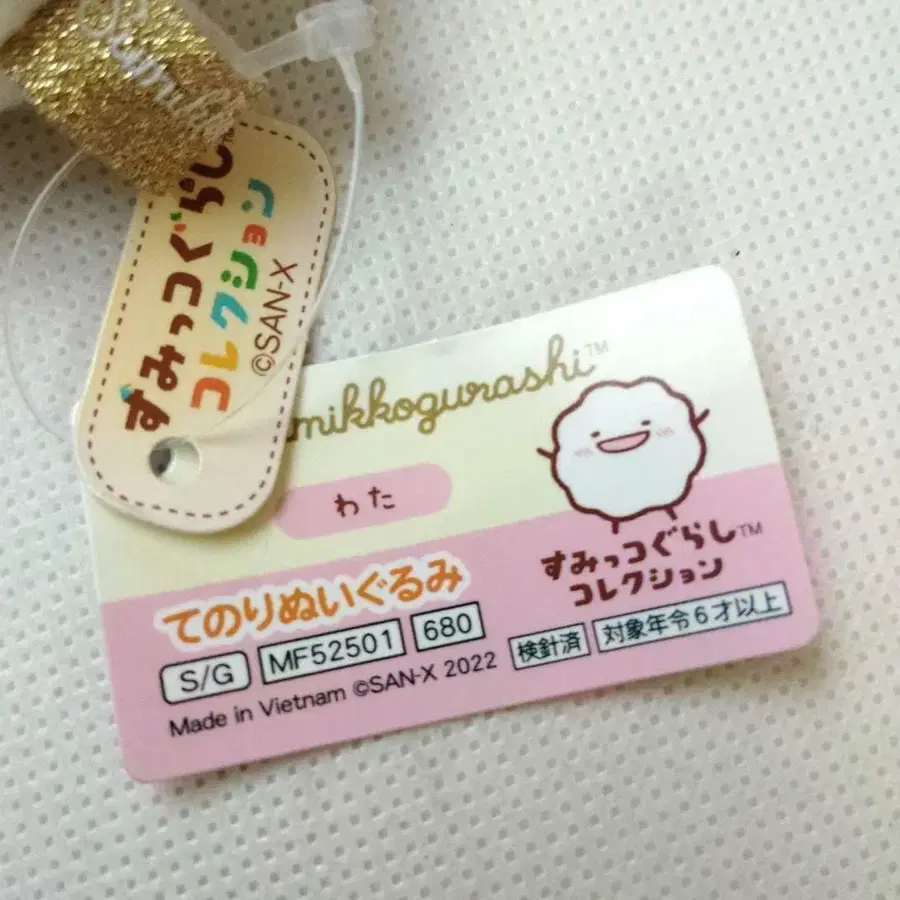 Sumikk
すみっコぐらし
コレクション
©SAN-X
mikkogurashi™
わた
すみっコぐらし™
コレクション
てのりぬいぐるみ
S/G MF52501 680 検針済 対象年令6才以上
Made in Vietnam ©SAN-X 2022